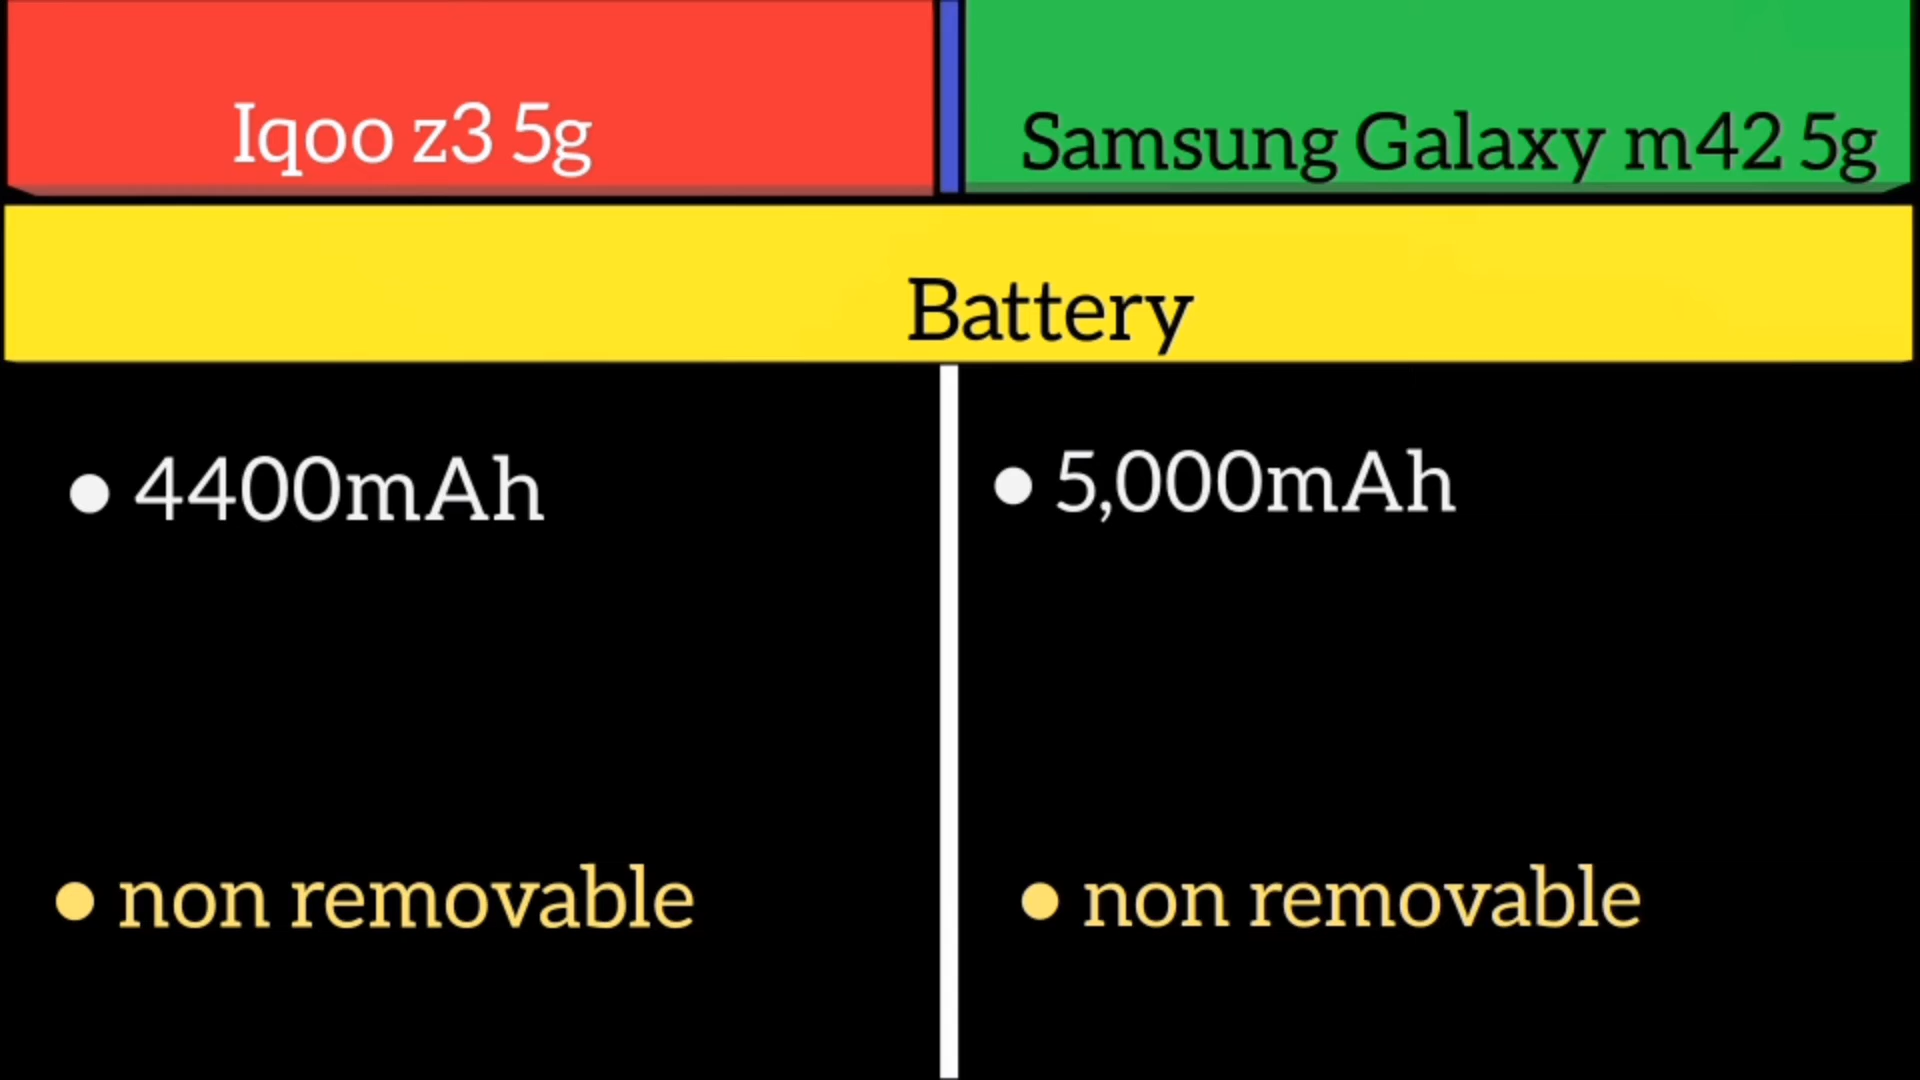 Iqoo z3 5g
Samsung Galaxy m42 5g
Battery
● 4400mAh
● 5,000mAh
● non removable
● non removable